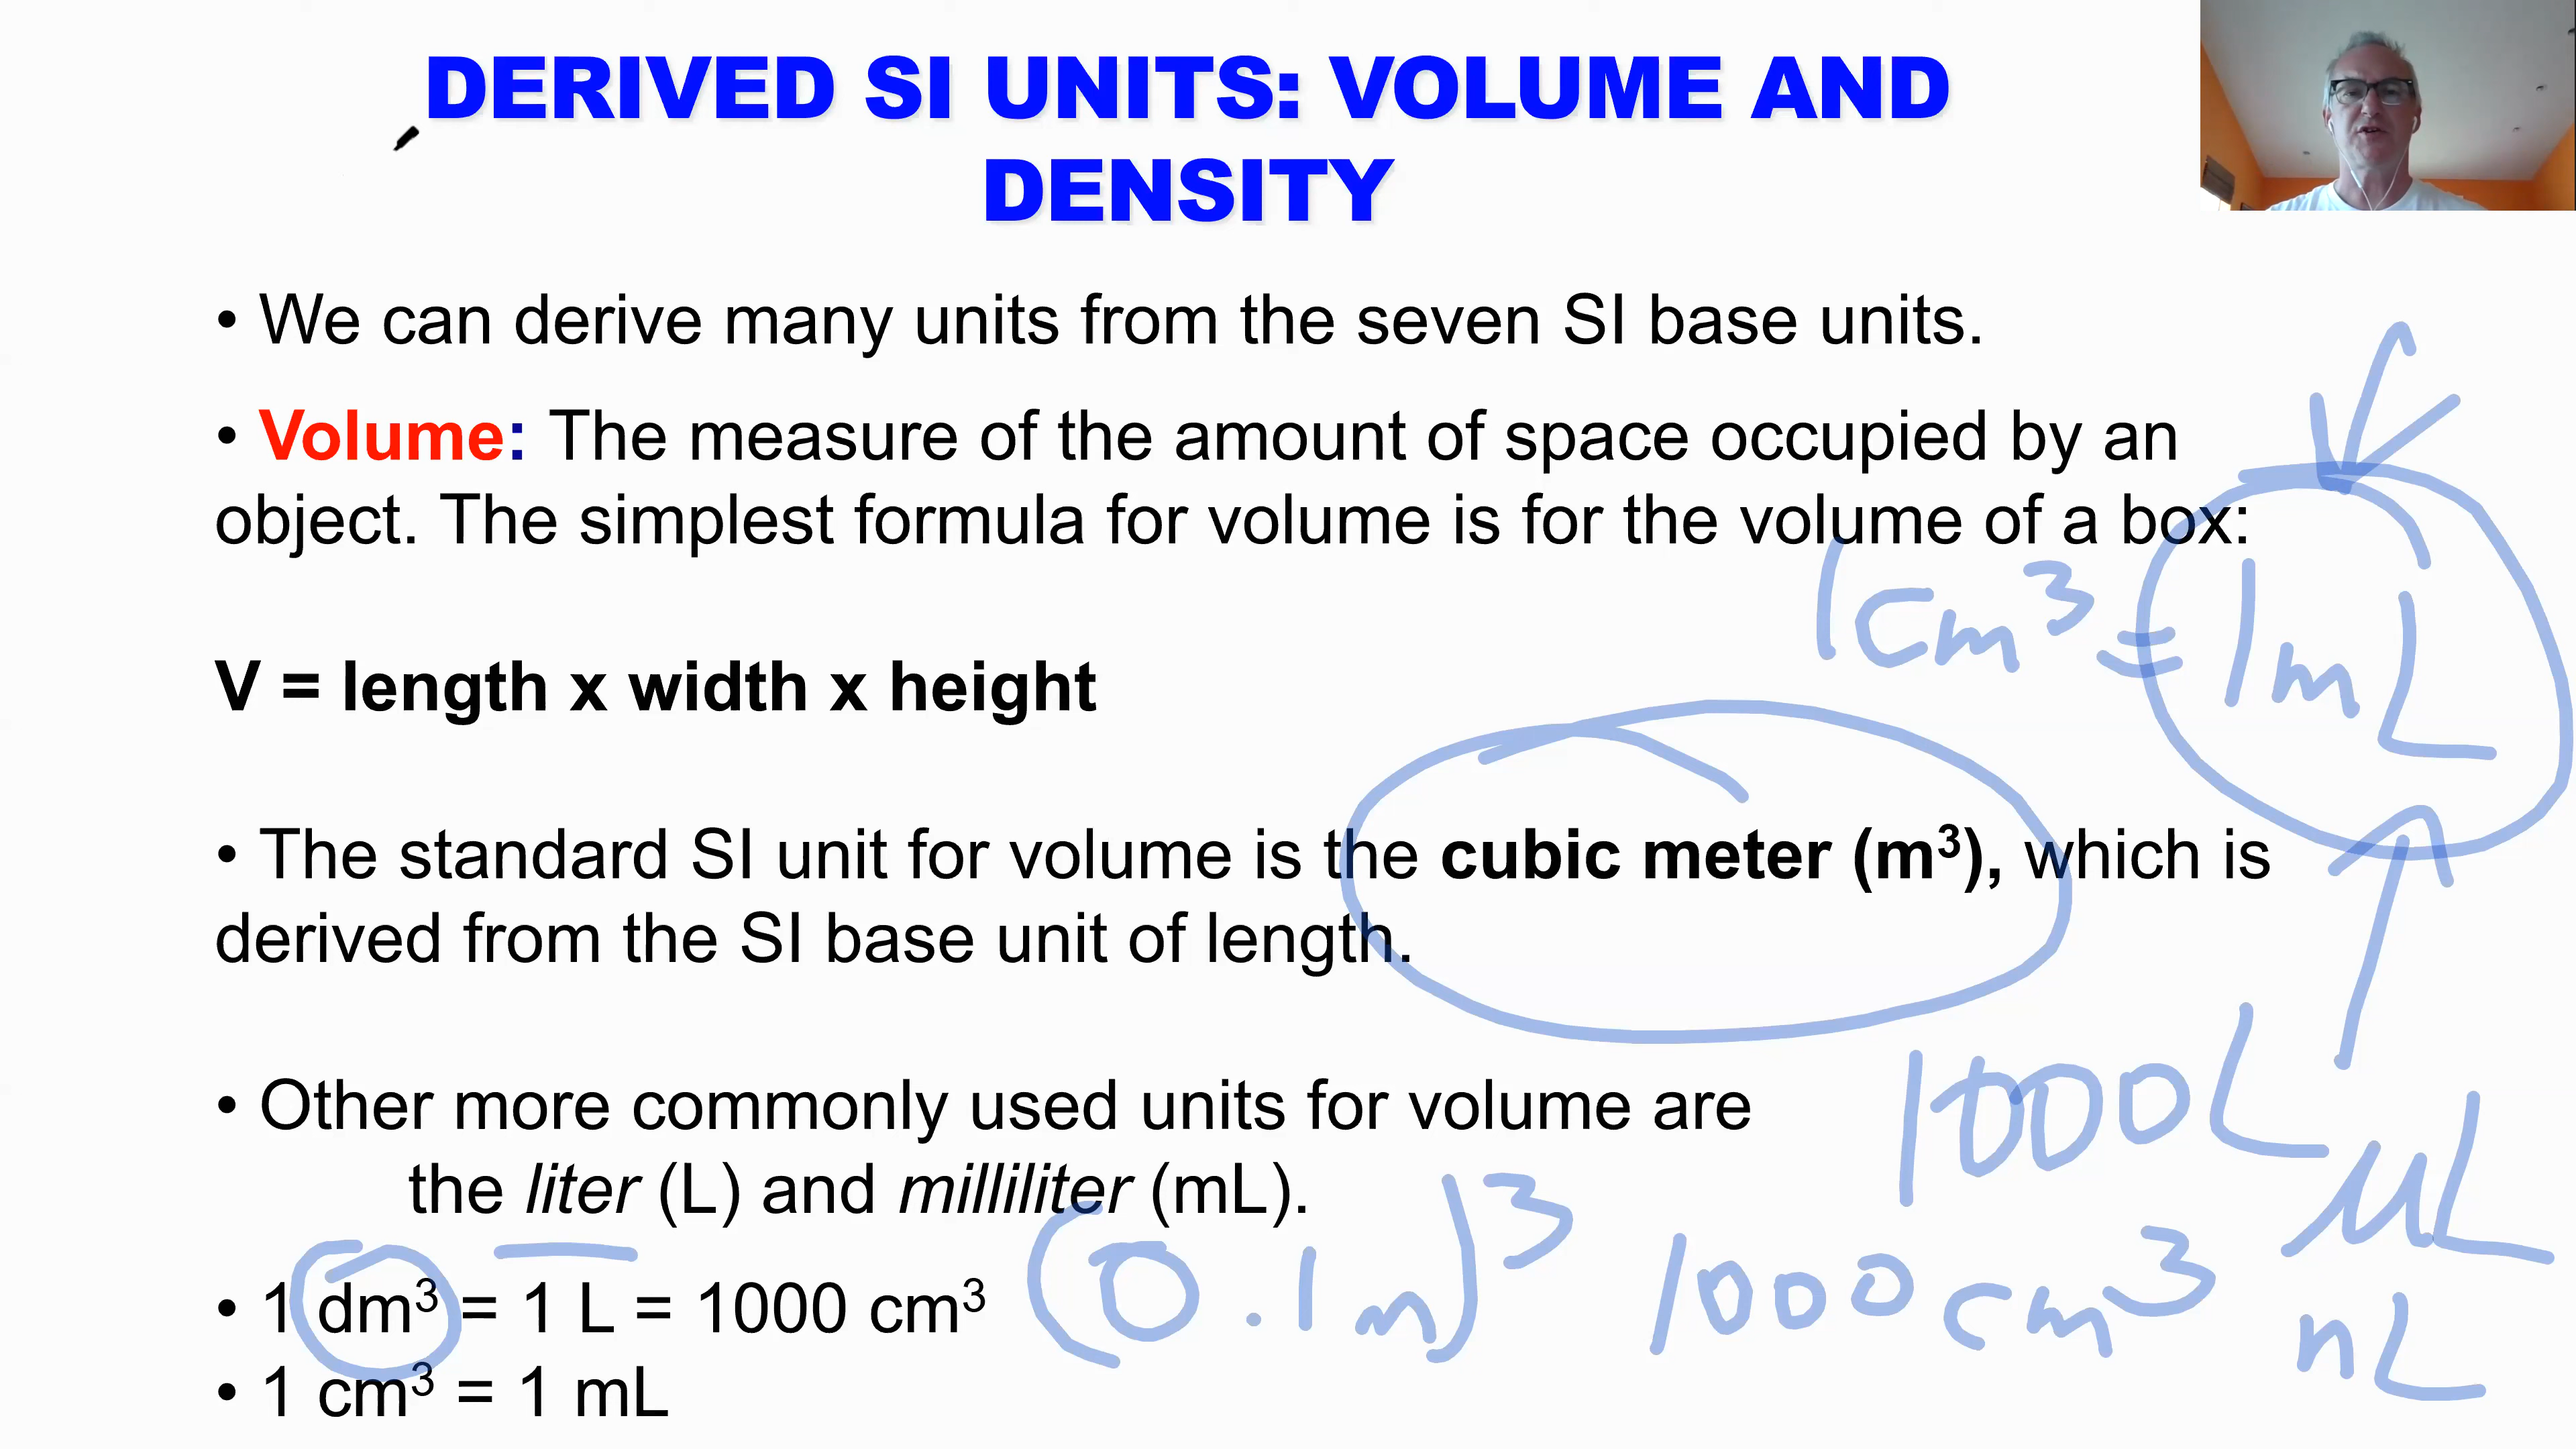 DERIVED SI UNITS: VOLUME AND
DENSITY
• We can derive many units from the seven SI base units.
• Volume: The measure of the amount of space occupied by an
object. The simplest formula for volume is for the volume of a box:
1cm³ = 1mL
V = length x width x height
• The standard SI unit for volume is the cubic meter (m³), which is
derived from the SI base unit of length.
1000L
• Other more commonly used units for volume are
the liter (L) and milliliter (mL).
µL
• 1 dm³ = 1 L = 1000 cm³
(0.1m)³
1000cm³
nL
• 1 cm³ = 1 mL